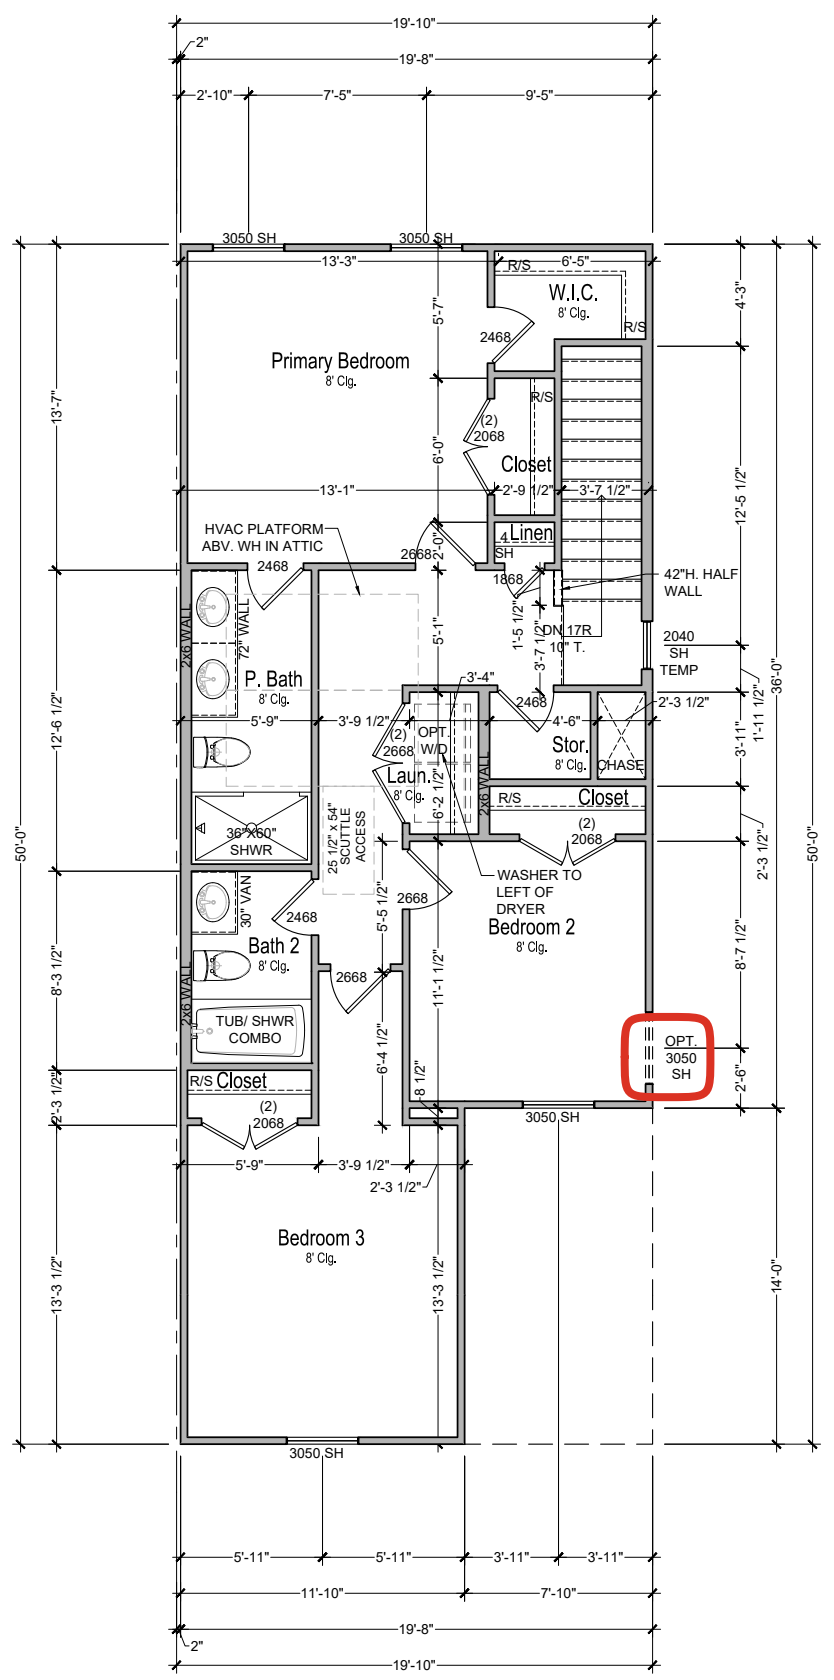 19'-10"
2"
19'-8"
2'-10"
7'-5"
9'-5"
3050 SH
3050 SH
13'-3"
6'-5"
R/S
W.I.C.
8' Clg.
R/S
4'-3"
5'-7"
2468
Primary Bedroom
8' Clg.
13'-7"
R/S
(2)
2068
6'-0"
Closet
13'-1"
2'-9 1/2"
3'-7 1/2"
12'-5 1/2"
HVAC PLATFORM
ABV. WH IN ATTIC
4
SH
Linen
2'-0"
2668
2468
1868
42"H. HALF
WALL
2x6 WALL
72" WALL
5'-1"
1'-5 1/2"
3'-7 1/2"
DN 17R
10" T.
2040
SH
TEMP
36'-0"
P. Bath
8' Clg.
3'-4"
2468
2'-3 1/2"
1'-11 1/2"
5'-9"
3'-9 1/2"
4'-6"
12'-6 1/2"
(2)
2668
OPT.
W/D
Laun.
8' Clg.
6'-2 1/2"
2x6 WALL
Stor.
8' Clg.
CHASE
3'-11"
R/S
Closet
(2)
2068
2'-3 1/2"
36"X60"
SHWR
25 1/2" x 54"
SCUTTLE
ACCESS
50'-0"
50'-0"
WASHER TO
LEFT OF
DRYER
30" VAN
2668
2468
5'-5 1/2"
Bedroom 2
8' Clg.
8'-7 1/2"
Bath 2
8' Clg.
8'-3 1/2"
2x6 WALL
2668
11'-1 1/2"
TUB/ SHWR
COMBO
6'-4 1/2"
OPT.
3050
SH
2'-6"
R/S
Closet
8 1/2"
(2)
2068
2'-3 1/2"
3050 SH
5'-9"
3'-9 1/2"
2'-3 1/2"
Bedroom 3
8' Clg.
13'-3 1/2"
13'-3 1/2"
14'-0"
3050 SH
5'-11"
5'-11"
3'-11"
3'-11"
11'-10"
7'-10"
19'-8"
2"
19'-10"